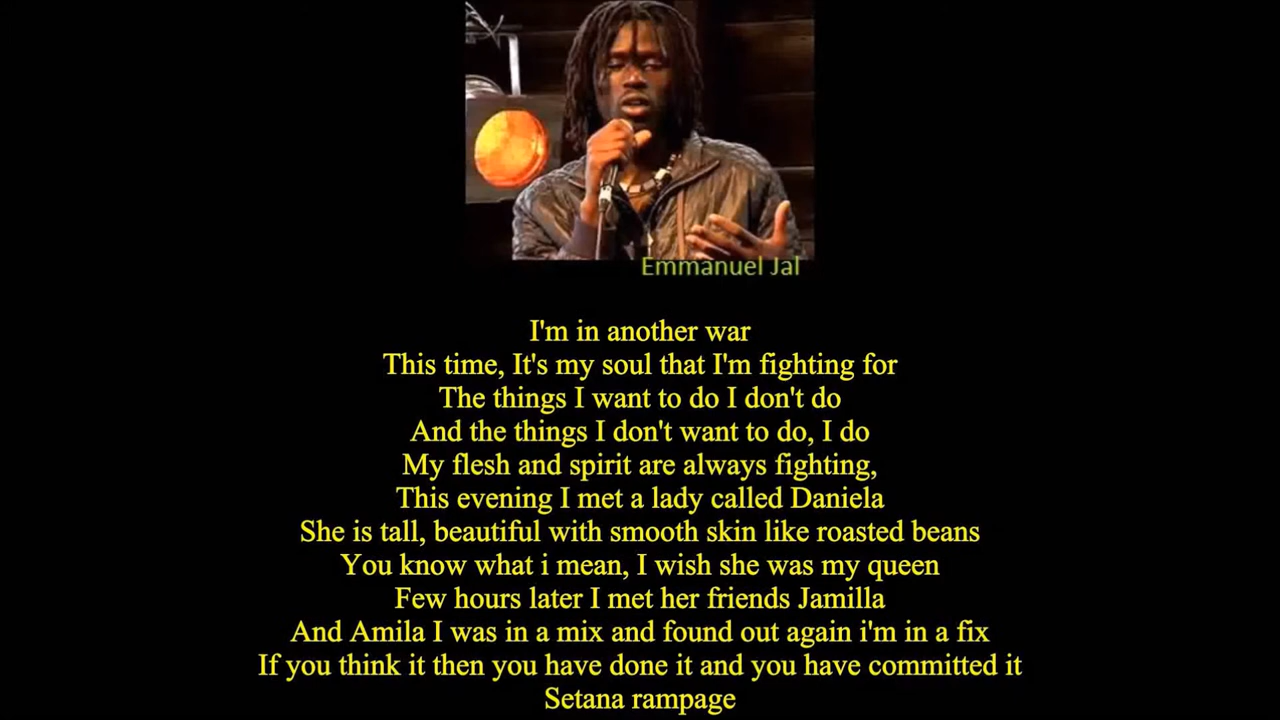 Emmanuel Jal
I'm in another war
This time, It's my soul that I'm fighting for
The things I want to do I don't do
And the things I don't want to do, I do
My flesh and spirit are always fighting,
This evening I met a lady called Daniela
She is tall, beautiful with smooth skin like roasted beans
You know what i mean, I wish she was my queen
Few hours later I met her friends Jamilla
And Amila I was in a mix and found out again i'm in a fix
If you think it then you have done it and you have committed it
Setana rampage